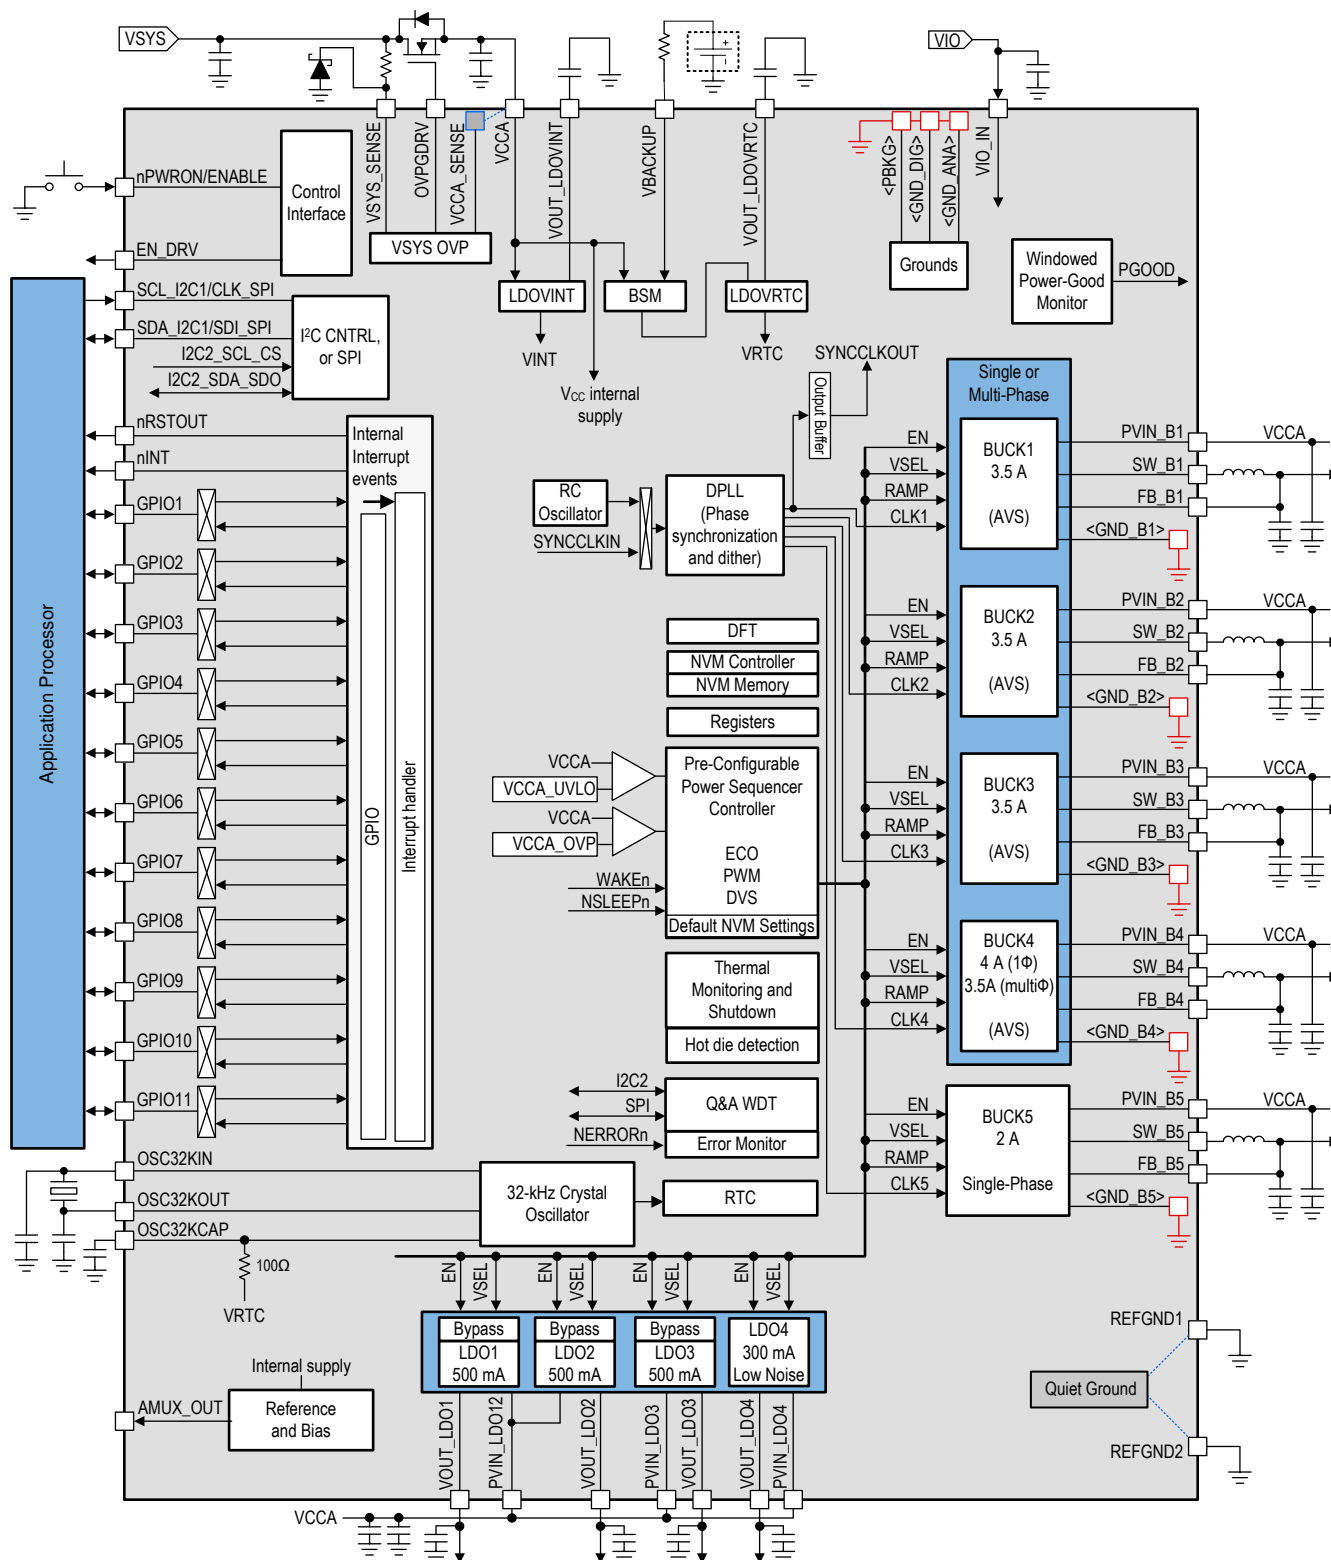 VSYS
VIO
VSYS_SENSE
OVPGDRV
VCCA_SENSE
VCCA
VOUT_LDOVINT
VBACKUP
VOUT_LDOVRTC
<PBKG>
<GND_DIG>
<GND_ANA>
VIO_IN
nPWRON/ENABLE
Control
Interface
EN_DRV
VSYS OVP
LDOVINT
BSM
LDOVRTC
Grounds
Windowed
Power-Good
Monitor
PGOOD
VINT
VRTC
VCC internal
supply
SCL_I2C1/CLK_SPI
SDA_I2C1/SDI_SPI
I2C2_SCL_CS
I2C2_SDA_SDO
I²C CNTRL,
or SPI
SYNCCLKOUT
Output Buffer
nRSTOUT
nINT
Internal
Interrupt
events
Application Processor
GPIO1
GPIO2
GPIO3
GPIO4
GPIO5
GPIO6
GPIO7
GPIO8
GPIO9
GPIO10
GPIO11
GPIO
Interrupt handler
RC
Oscillator
SYNCCLKIN
DPLL
(Phase
synchronization
and dither)
DFT
NVM Controller
NVM Memory
Registers
VCCA
VCCA_UVLO
VCCA
VCCA_OVP
WAKEn
NSLEEPn
Pre-Configurable
Power Sequencer
Controller
ECO
PWM
DVS
Default NVM Settings
Thermal
Monitoring and
Shutdown
Hot die detection
I2C2
SPI
NERRORn
Q&A WDT
Error Monitor
Single or
Multi-Phase
EN
VSEL
RAMP
CLK1
BUCK1
3.5 A
(AVS)
PVIN_B1
SW_B1
FB_B1
<GND_B1>
VCCA
EN
VSEL
RAMP
CLK2
BUCK2
3.5 A
(AVS)
PVIN_B2
SW_B2
FB_B2
<GND_B2>
VCCA
EN
VSEL
RAMP
CLK3
BUCK3
3.5 A
(AVS)
PVIN_B3
SW_B3
FB_B3
<GND_B3>
VCCA
EN
VSEL
RAMP
CLK4
BUCK4
4 A (1Φ)
3.5A (multiΦ)
(AVS)
PVIN_B4
SW_B4
FB_B4
<GND_B4>
VCCA
EN
VSEL
RAMP
CLK5
BUCK5
2 A
Single-Phase
PVIN_B5
SW_B5
FB_B5
<GND_B5>
VCCA
OSC32KIN
OSC32KOUT
OSC32KCAP
32-kHz Crystal
Oscillator
RTC
100Ω
VRTC
EN
VSEL
EN
VSEL
EN
VSEL
EN
VSEL
Bypass
LDO1
500 mA
Bypass
LDO2
500 mA
Bypass
LDO3
500 mA
LDO4
300 mA
Low Noise
Internal supply
AMUX_OUT
Reference
and Bias
VOUT_LDO1
PVIN_LDO12
VOUT_LDO2
PVIN_LDO3
VOUT_LDO3
VOUT_LDO4
PVIN_LDO4
REFGND1
Quiet Ground
REFGND2
VCCA